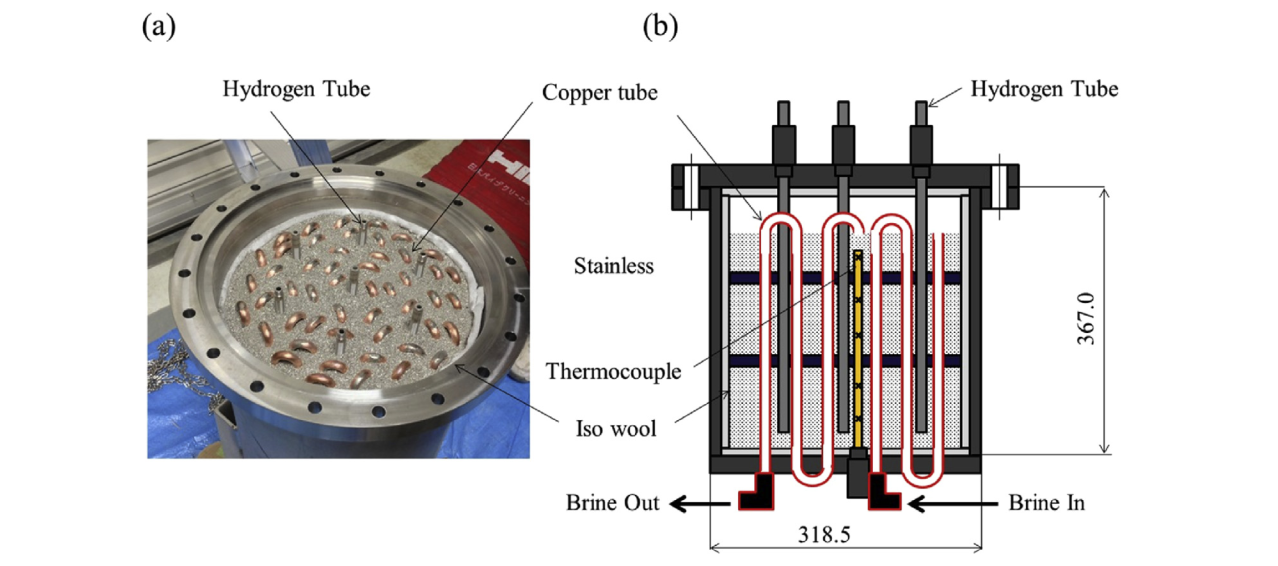 (a)
(b)
Hydrogen Tube
Copper tube
Hydrogen Tube
Stainless
Thermocouple
Iso wool
Brine Out
Brine In
367.0
318.5